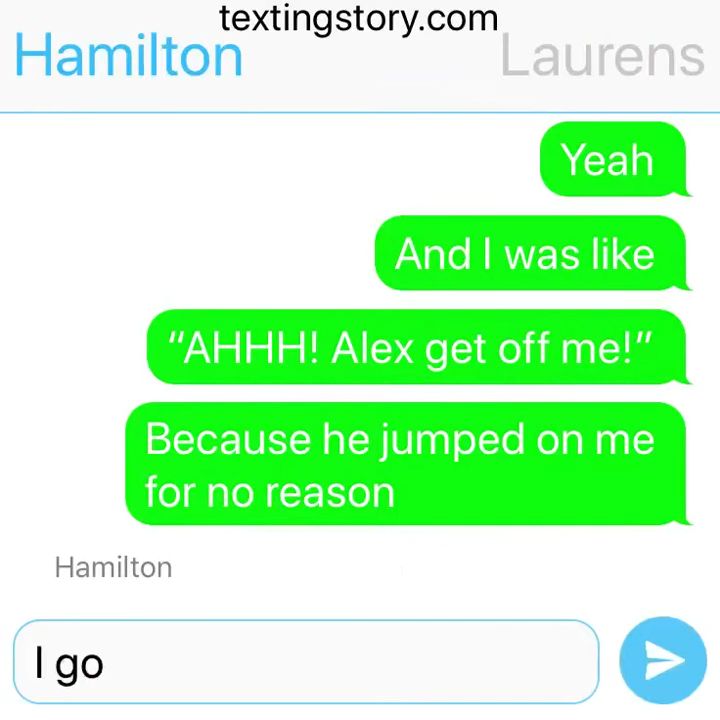 textingstory.com
Hamilton
Laurens
Yeah
And I was like
“AHHH! Alex get off me!”
Because he jumped on me
for no reason
Hamilton
I go